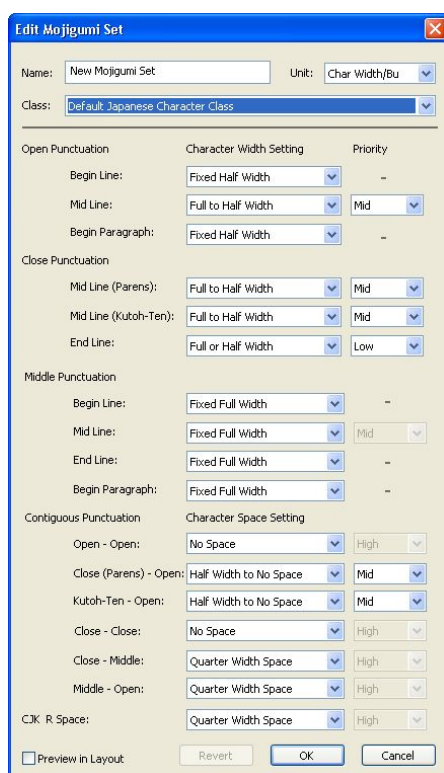 Edit Mojigumi Set
Name: New Mojigumi Set Unit: Char Width/Bu
Class: Default Japanese Character Class
Open Punctuation Character Width Setting Priority
Begin Line: Fixed Half Width -
Mid Line: Full to Half Width Mid
Begin Paragraph: Fixed Half Width -
Close Punctuation
Mid Line (Parens): Full to Half Width Mid
Mid Line (Kutoh-Ten): Full to Half Width Mid
End Line: Full or Half Width Low
Middle Punctuation
Begin Line: Fixed Full Width -
Mid Line: Fixed Full Width Mid
End Line: Fixed Full Width -
Begin Paragraph: Fixed Full Width -
Contiguous Punctuation Character Space Setting
Open - Open: No Space High
Close (Parens) - Open: Half Width to No Space Mid
Kutoh-Ten - Open: Half Width to No Space Mid
Close - Close: No Space High
Close - Middle: Quarter Width Space High
Middle - Open: Quarter Width Space High
CJK R Space: Quarter Width Space High
Preview in Layout Revert OK Cancel